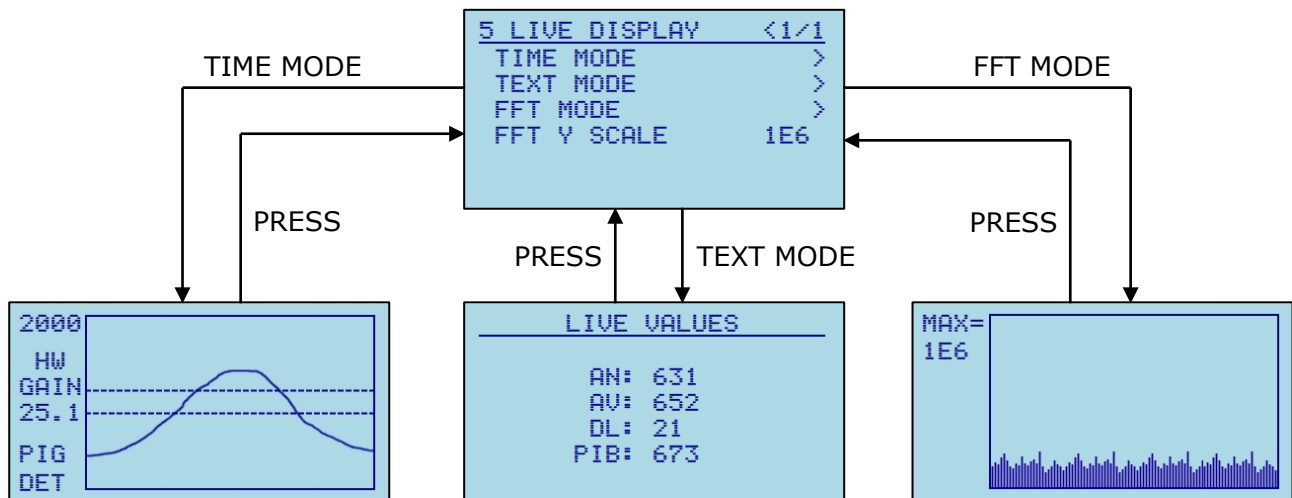 5 LIVE DISPLAY <1/1
TIME MODE >
TEXT MODE >
FFT MODE >
FFT Y SCALE 1E6
TIME MODE
FFT MODE
PRESS
PRESS
TEXT MODE
PRESS
2000
HW
GAIN
25.1
PIG
DET
LIVE VALUES
AN: 631
AV: 652
DL: 21
PIB: 673
MAX=
1E6